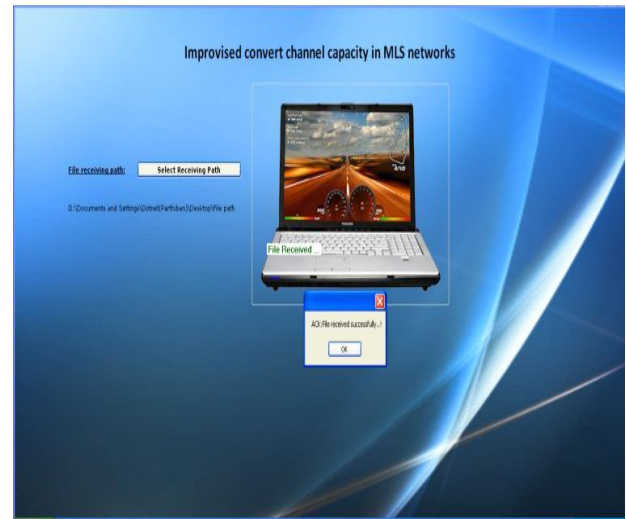 Improvised convert channel capacity in MLS networks
File receiving path:
Select Receiving Path
D:\Documents and Settings\Dotnet(Parthiban)\Desktop\file path
File Received ...
ACK:File received successfully...!
OK